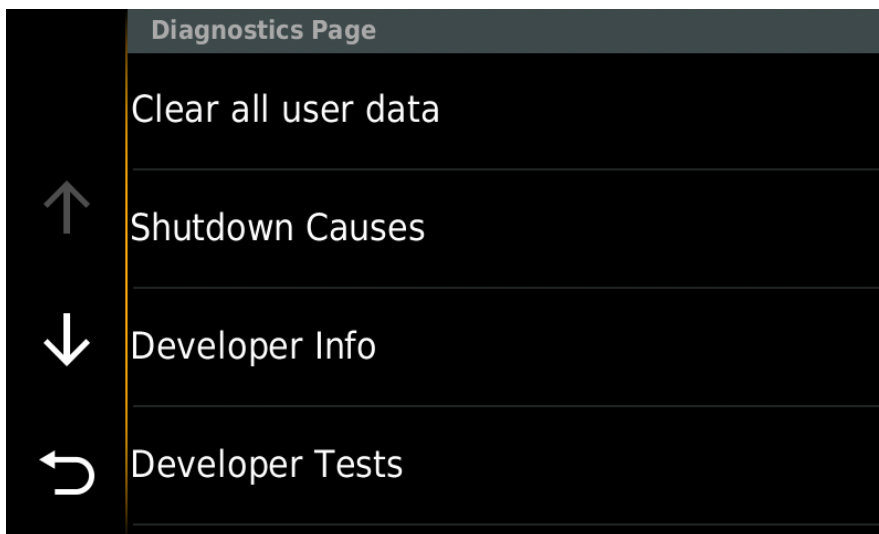 Diagnostics Page
Clear all user data
Shutdown Causes
Developer Info
Developer Tests